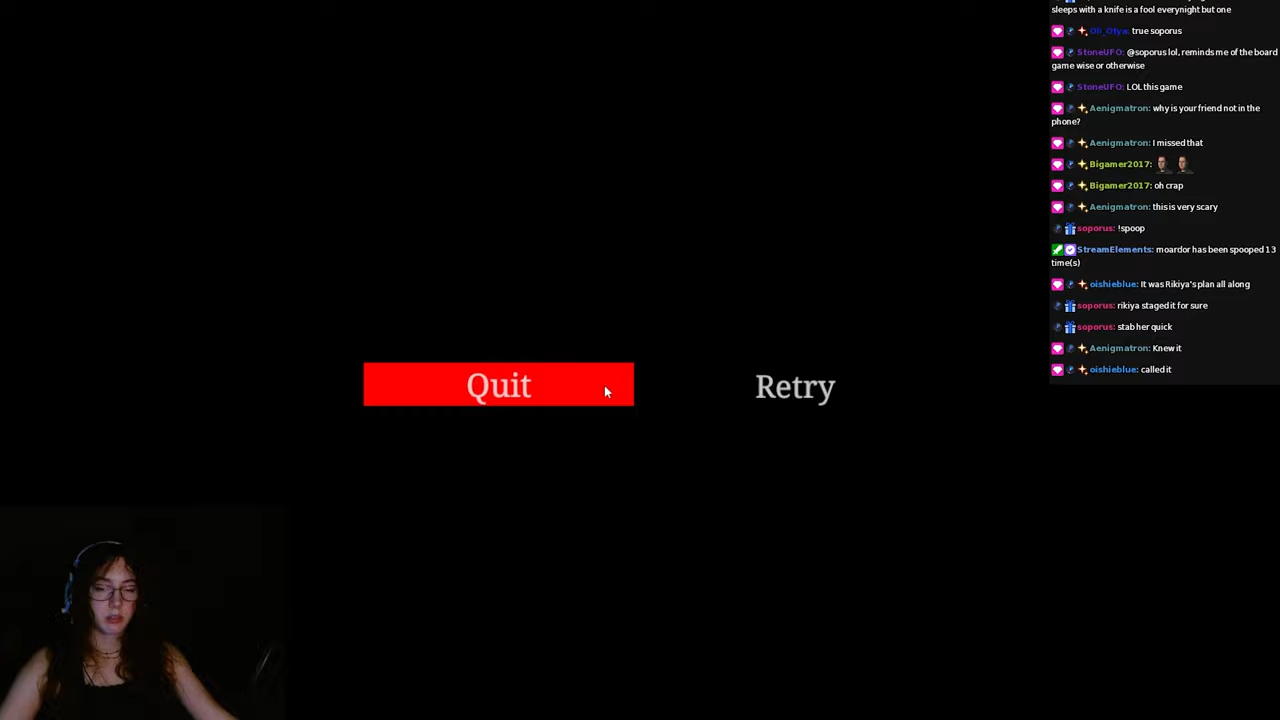 sleeps with a knife is a fool everynight but one
Oli_Olya: true soporus
StoneUFO: @soporus lol, reminds me of the board
game wise or otherwise
StoneUFO: LOL this game
Aenigmatron: why is your friend not in the
phone?
Aenigmatron: I missed that
Bigamer2017:
Bigamer2017: oh crap
Aenigmatron: this is very scary
soporus: !spoop
StreamElements: moardor has been spooped 13
time(s)
oishieblue: It was Rikiya's plan all along
soporus: rikiya staged it for sure
soporus: stab her quick
Aenigmatron: Knew it
oishieblue: called it
Quit
Retry